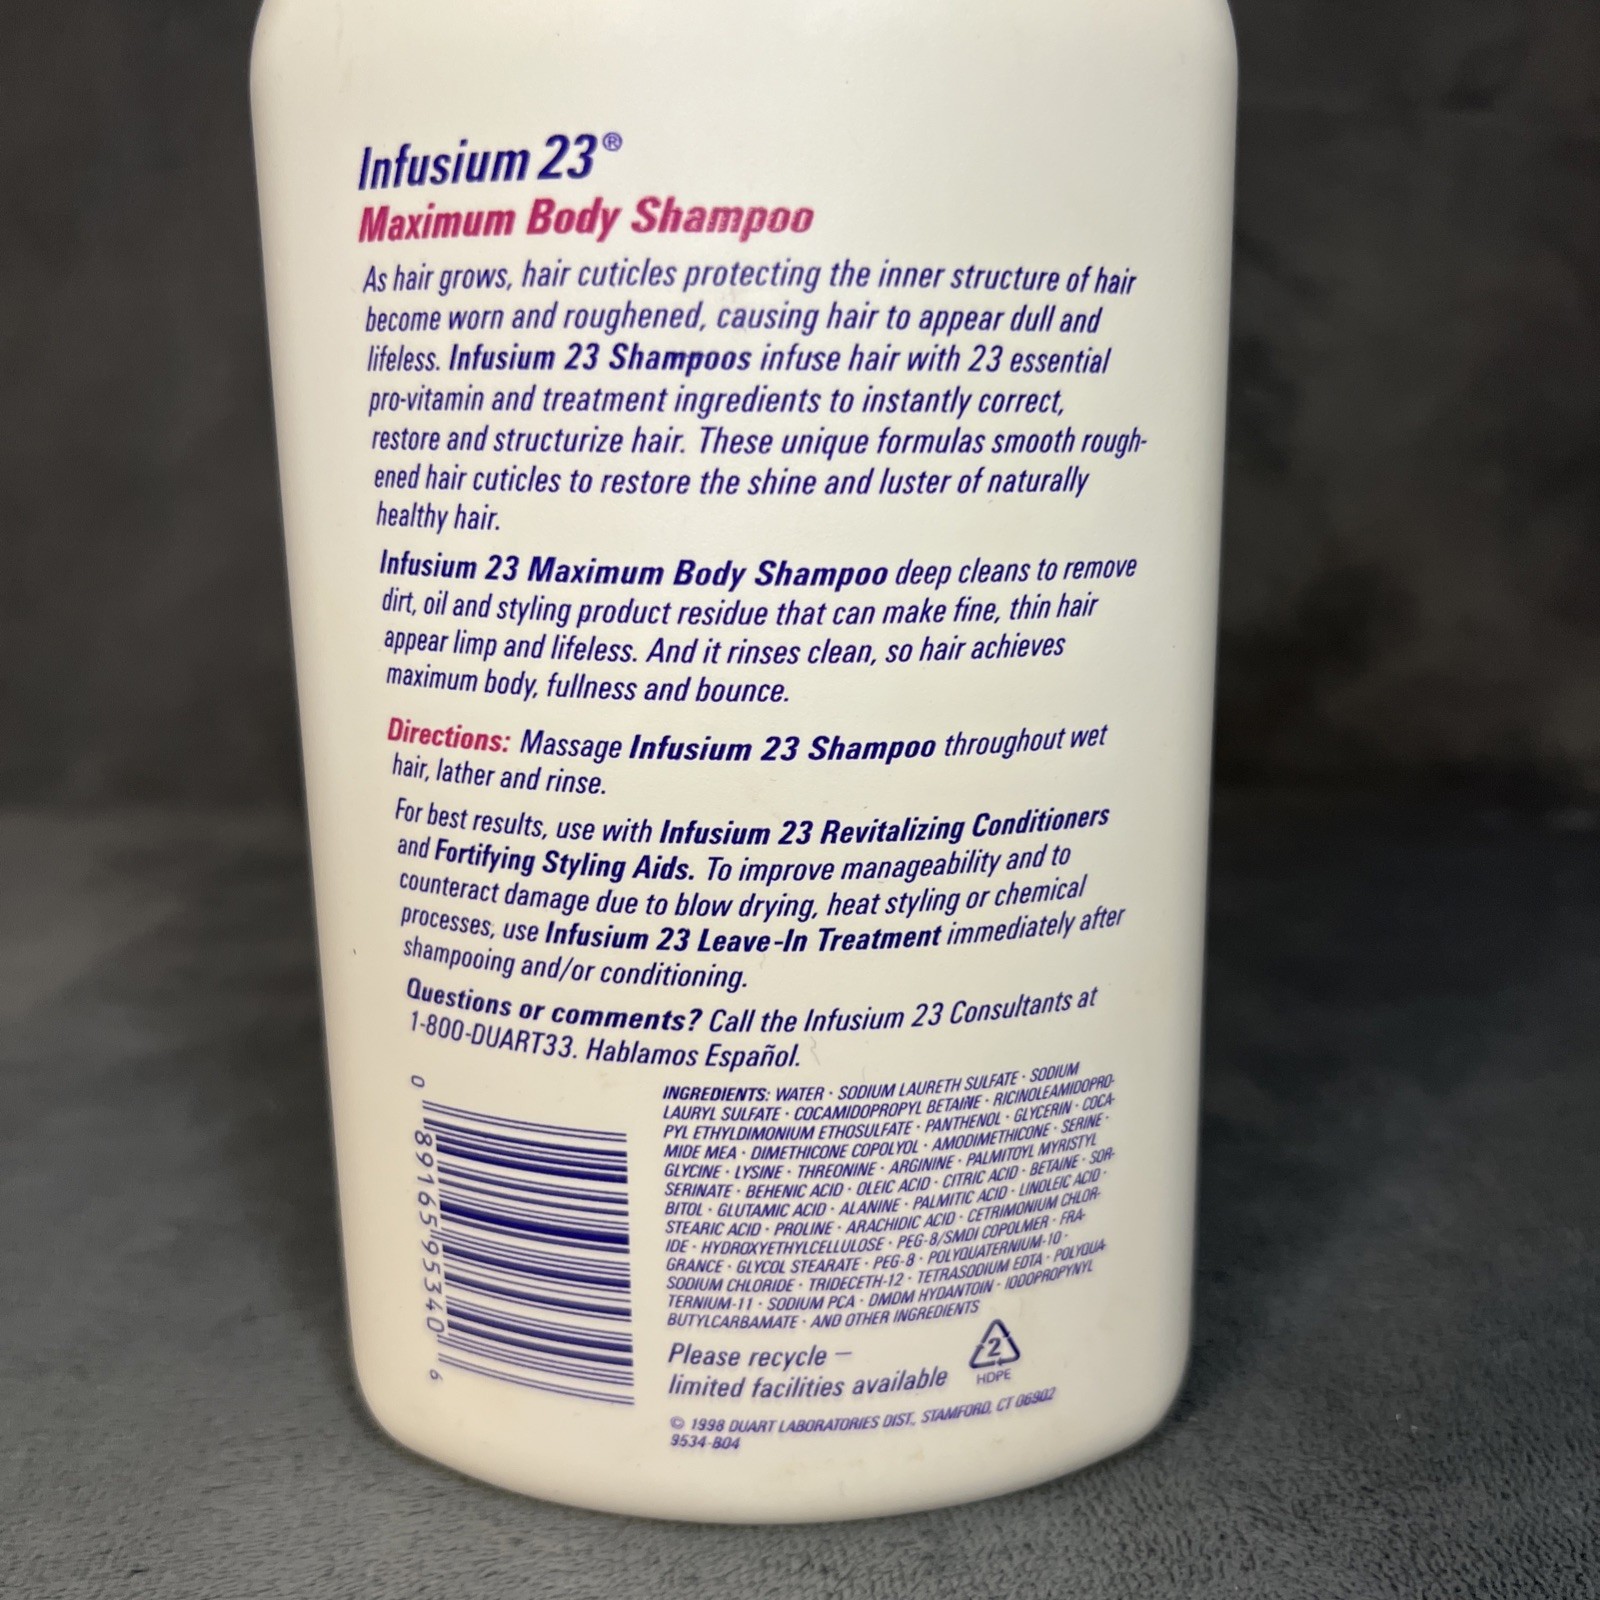 Infusium 23®
Maximum Body Shampoo
As hair grows, hair cuticles protecting the inner structure of hair
become worn and roughened, causing hair to appear dull and
lifeless. Infusium 23 Shampoos infuse hair with 23 essential
pro-vitamin and treatment ingredients to instantly correct,
restore and structurize hair. These unique formulas smooth rough-
ened hair cuticles to restore the shine and luster of naturally
healthy hair.
Infusium 23 Maximum Body Shampoo deep cleans to remove
dirt, oil and styling product residue that can make fine, thin hair
appear limp and lifeless. And it rinses clean, so hair achieves
maximum body, fullness and bounce.
Directions: Massage Infusium 23 Shampoo throughout wet
hair, lather and rinse.
For best results, use with Infusium 23 Revitalizing Conditioners
and Fortifying Styling Aids. To improve manageability and to
counteract damage due to blow drying, heat styling or chemical
processes, use Infusium 23 Leave-In Treatment immediately after
shampooing and/or conditioning.
Questions or comments? Call the Infusium 23 Consultants at
1-800-DUART33. Hablamos Español.
0 89165 95340 6
INGREDIENTS: WATER · SODIUM LAURETH SULFATE · SODIUM
LAURYL SULFATE · COCAMIDOPROPYL BETAINE · RICINOLEAMIDOPRO-
PYL ETHYLDIMONIUM ETHOSULFATE · PANTHENOL · GLYCERIN · COCA-
MIDE MEA · DIMETHICONE COPOLYOL · AMODIMETHICONE · SERINE ·
GLYCINE · LYSINE · THREONINE · ARGININE · PALMITOYL MYRISTYL
SERINATE · BEHENIC ACID · OLEIC ACID · CITRIC ACID · BETAINE · SOR-
BITOL · GLUTAMIC ACID · ALANINE · PALMITIC ACID · LINOLEIC ACID ·
STEARIC ACID · PROLINE · ARACHIDIC ACID · CETRIMONIUM CHLOR-
IDE · HYDROXYETHYLCELLULOSE · PEG-8/SMDI COPOLMER · FRA-
GRANCE · GLYCOL STEARATE · PEG-8 · POLYQUATERNIUM-10 ·
SODIUM CHLORIDE · TRIDECETH-12 · TETRASODIUM EDTA · POLYQUA-
TERNIUM-11 · SODIUM PCA · DMDM HYDANTOIN · IODOPROPYNYL
BUTYLCARBAMATE · AND OTHER INGREDIENTS
Please recycle –
limited facilities available
2
HDPE
© 1998 DUART LABORATORIES DIST., STAMFORD, CT 06902
9534-B04